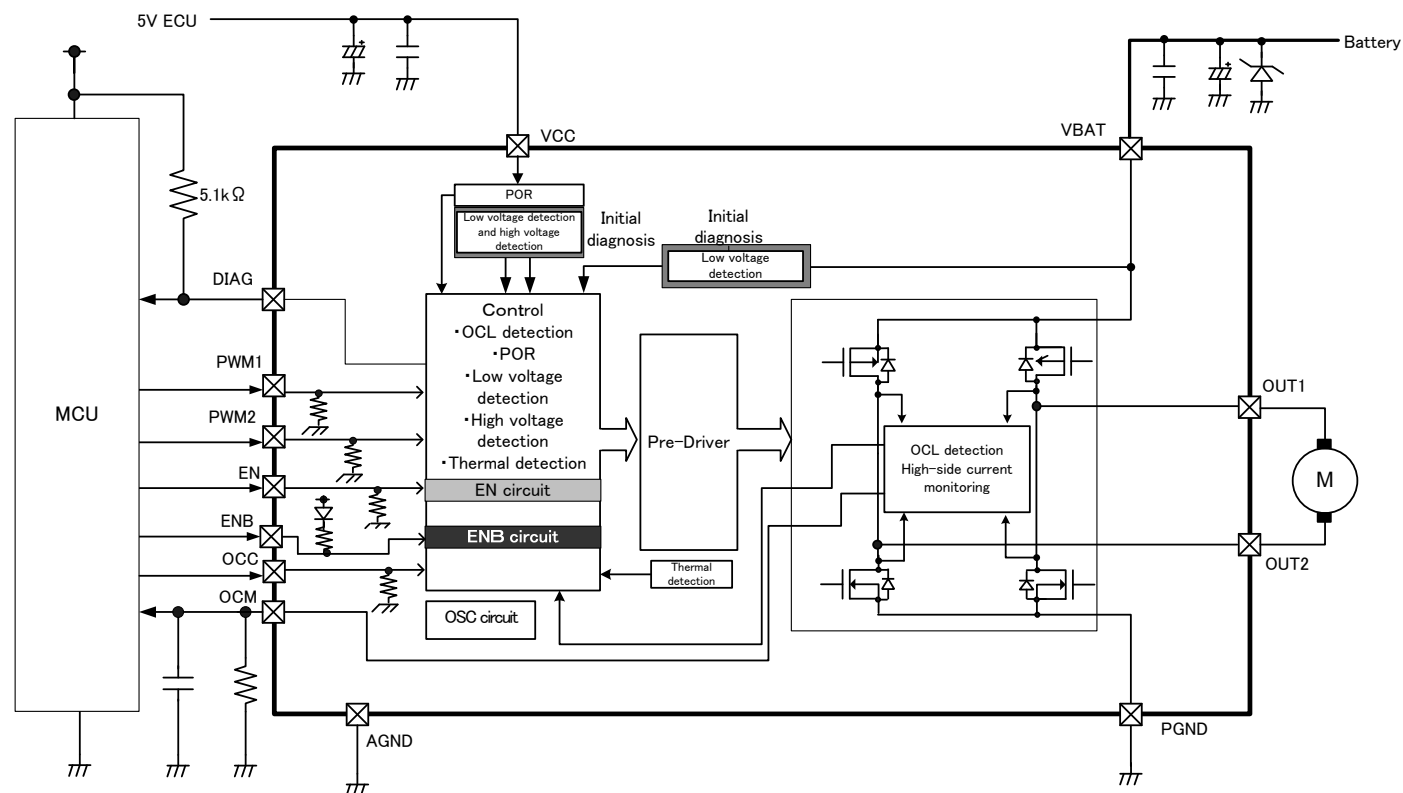 5V ECU
Battery
VCC
VBAT
5.1kΩ
POR
Low voltage detection
and high voltage
detection
Initial
diagnosis
Initial
diagnosis
Low voltage
detection
DIAG
PWM1
PWM2
EN
ENB
OCC
OCM
MCU
Control
・OCL detection
・POR
・Low voltage
detection
・High voltage
detection
・Thermal detection
EN circuit
ENB circuit
OSC circuit
Pre-Driver
Thermal
detection
OCL detection
High-side current
monitoring
OUT1
M
OUT2
AGND
PGND